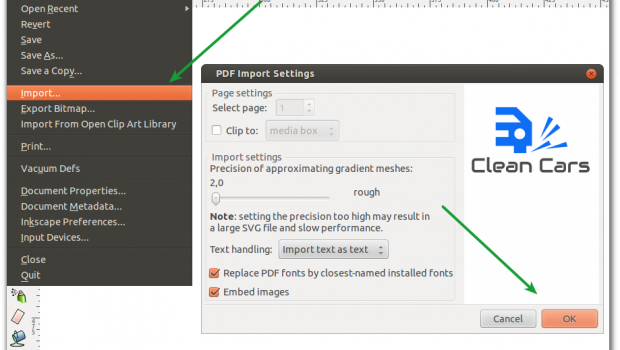 Open Recent
Revert
Save
Save As...
Save a Copy...
Import...
Export Bitmap...
Import From Open Clip Art Library
Print...
Vacuum Defs
Document Properties...
Document Metadata...
Inkscape Preferences...
Input Devices...
Close
Quit
PDF Import Settings
Page settings
Select page: 1
Clip to: media box
Import settings
Precision of approximating gradient meshes:
2,0
rough
Note: setting the precision too high may result in
a large SVG file and slow performance.
Text handling: Import text as text
Replace PDF fonts by closest-named installed fonts
Embed images
Clean Cars
Cancel OK